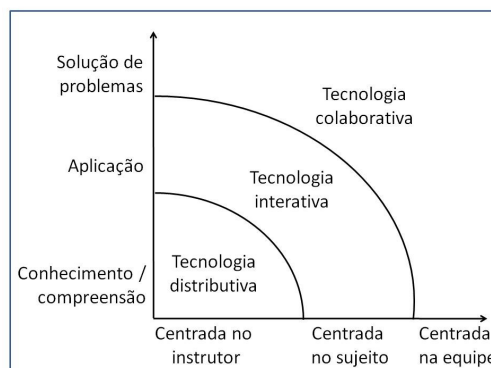 Solução de
problemas
Tecnologia
colaborativa
Aplicação
Tecnologia
interativa
Conhecimento /
compreensão
Tecnologia
distributiva
Centrada no
instrutor
Centrada
no sujeito
Centrada
na equipe